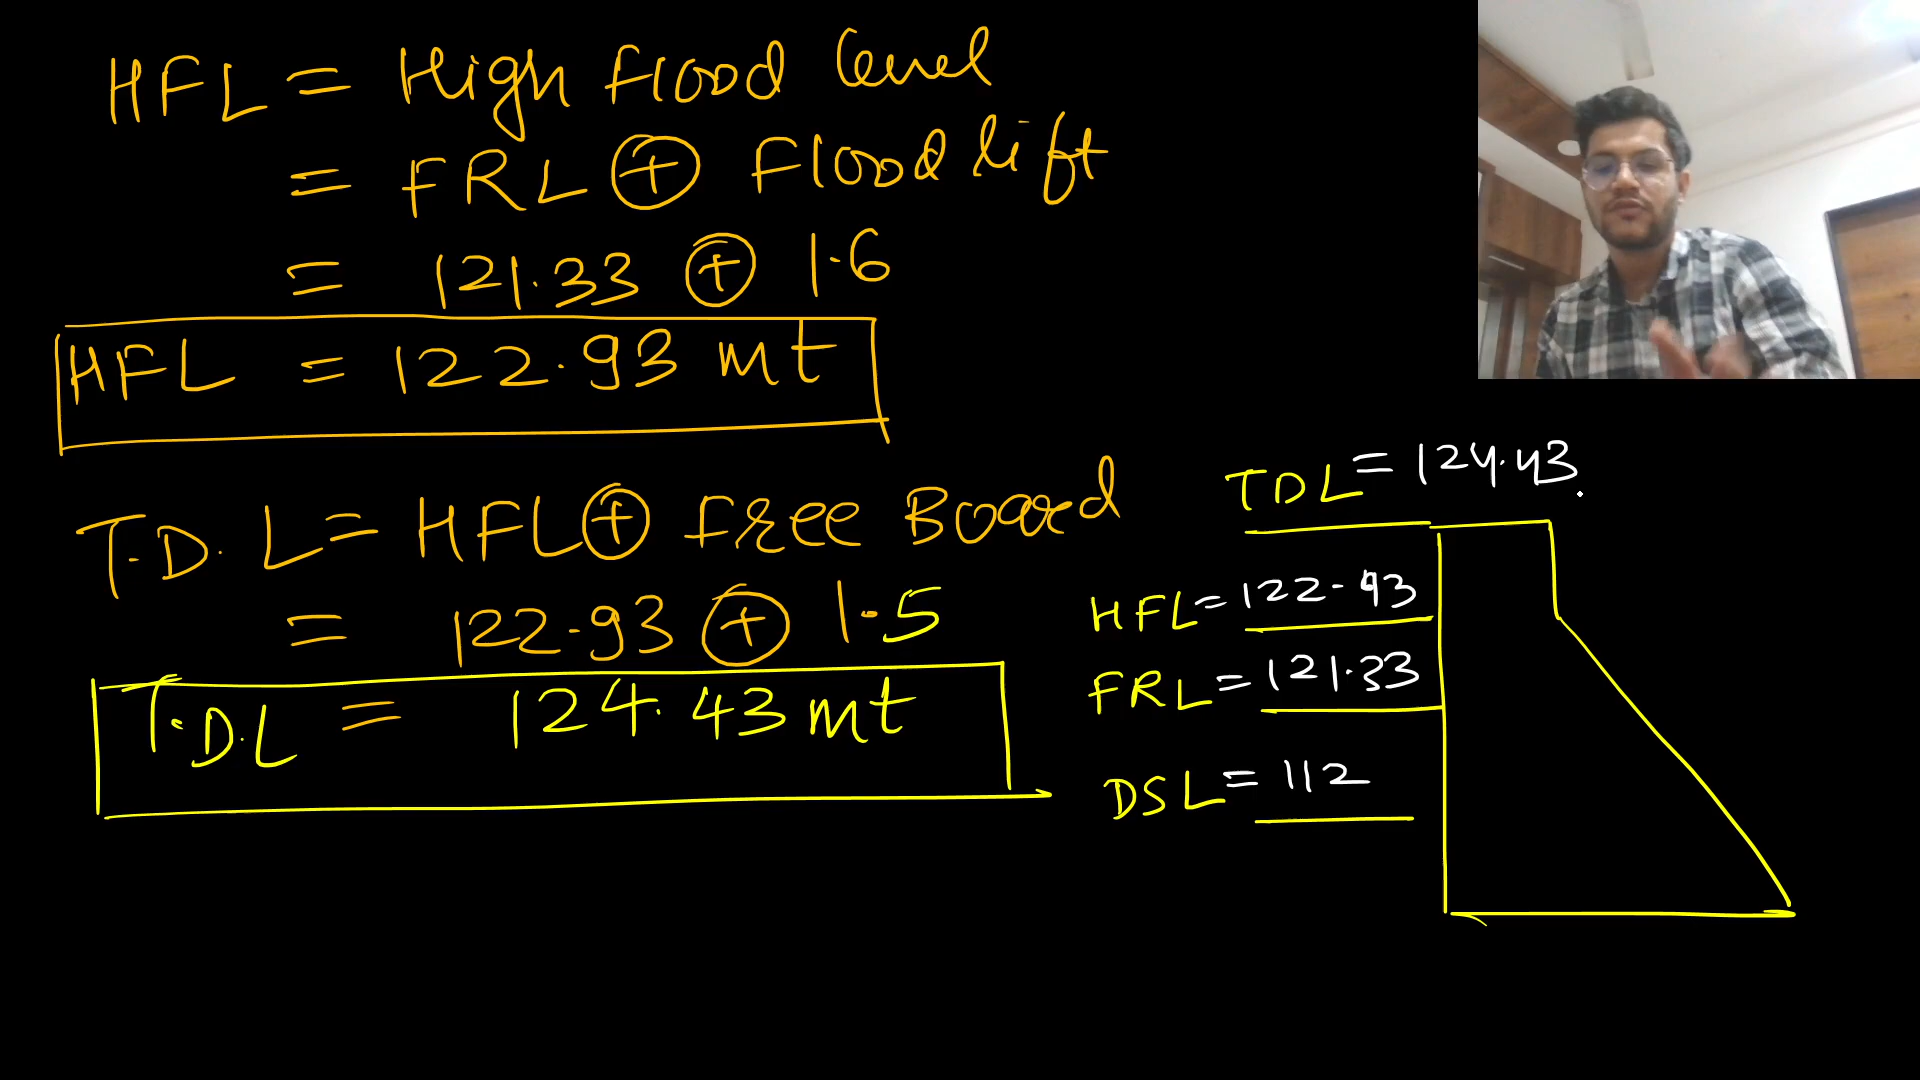 HFL = High flood level
= FRL ⊕ Flood lift
= 121.33 ⊕ 1.6
HFL = 122.93 mt
T.D.L = HFL ⊕ Free Board
= 122.93 ⊕ 1.5
T.D.L = 124.43 mt
TDL = 124.43
HFL = 122.93
FRL = 121.33
DSL = 112